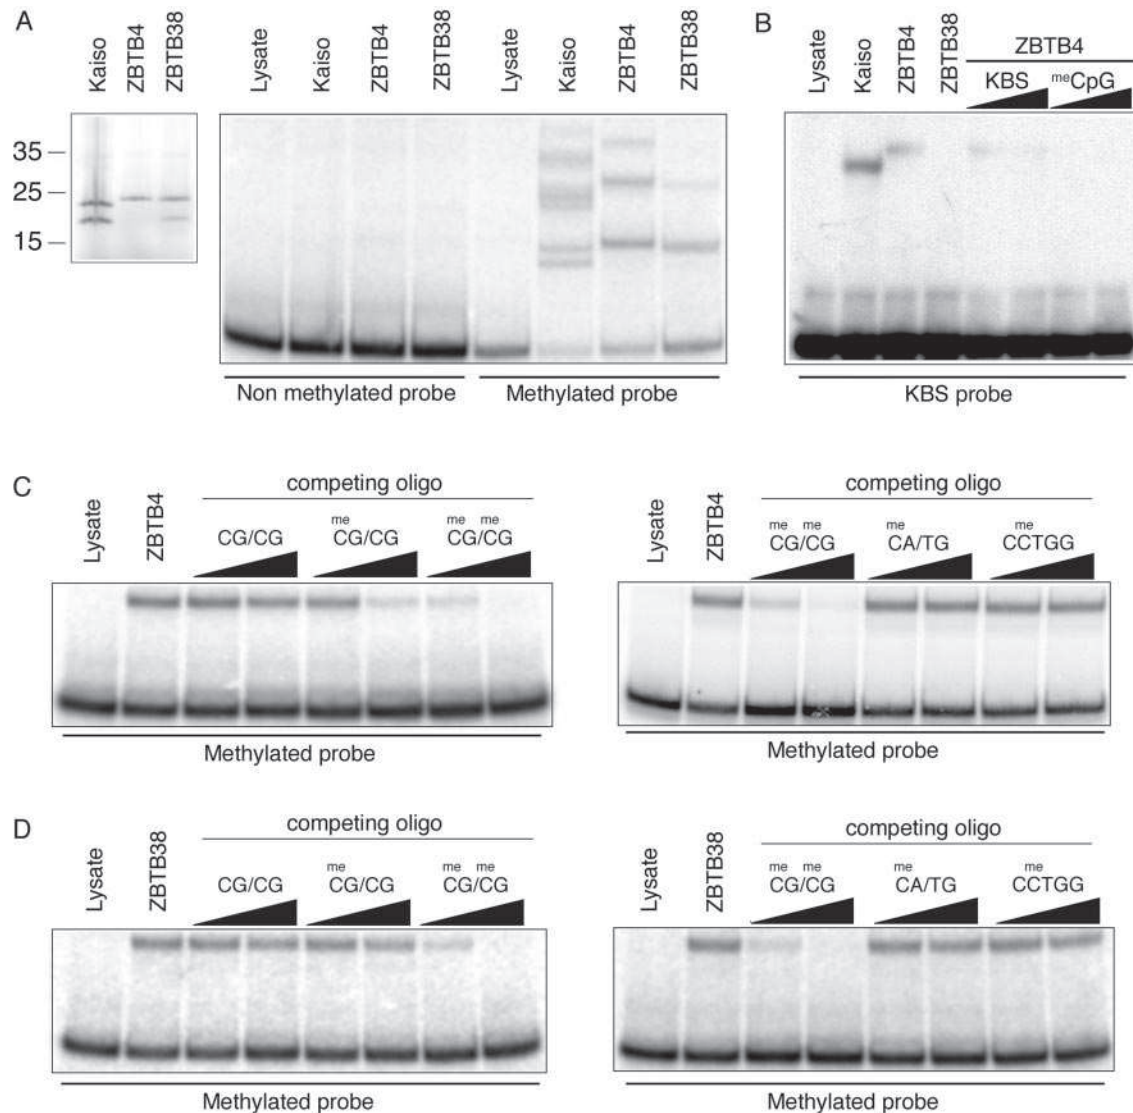 A
Kaiso
ZBTB4
ZBTB38
35
25
15
Lysate
Kaiso
ZBTB4
ZBTB38
Lysate
Kaiso
ZBTB4
ZBTB38
Non methylated probe
Methylated probe
B
Lysate
Kaiso
ZBTB4
ZBTB38
ZBTB4
KBS
meCpG
KBS probe
C
Lysate
ZBTB4
competing oligo
CG/CG
me
CG/CG
me me
CG/CG
Methylated probe
Lysate
ZBTB4
competing oligo
me me
CG/CG
me
CA/TG
me
CCTGG
Methylated probe
D
Lysate
ZBTB38
competing oligo
CG/CG
me
CG/CG
me me
CG/CG
Methylated probe
Lysate
ZBTB38
competing oligo
me me
CG/CG
me
CA/TG
me
CCTGG
Methylated probe